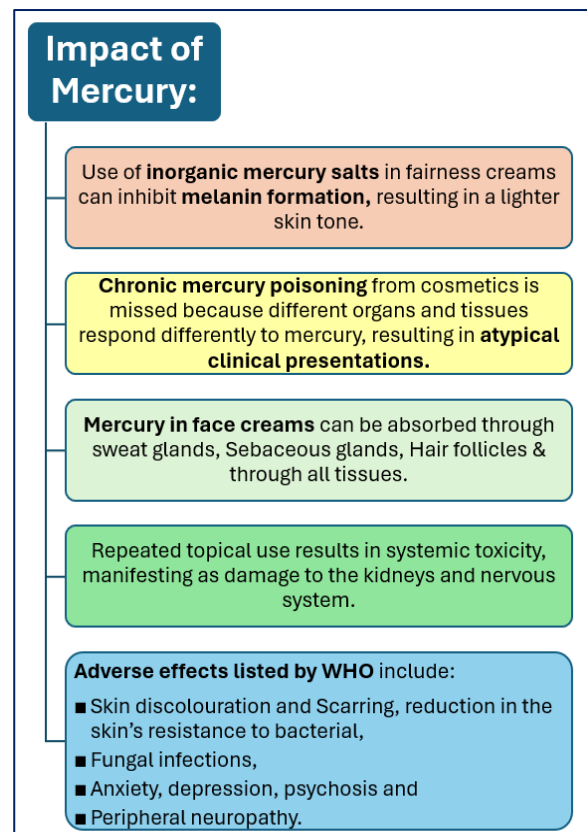 Impact of
Mercury:
Use of inorganic mercury salts in fairness creams
can inhibit melanin formation, resulting in a lighter
skin tone.
Chronic mercury poisoning from cosmetics is
missed because different organs and tissues
respond differently to mercury, resulting in atypical
clinical presentations.
Mercury in face creams can be absorbed through
sweat glands, Sebaceous glands, Hair follicles &
through all tissues.
Repeated topical use results in systemic toxicity,
manifesting as damage to the kidneys and nervous
system.
Adverse effects listed by WHO include:
▪ Skin discolouration and Scarring, reduction in the
skin's resistance to bacterial,
▪ Fungal infections,
▪ Anxiety, depression, psychosis and
▪ Peripheral neuropathy.